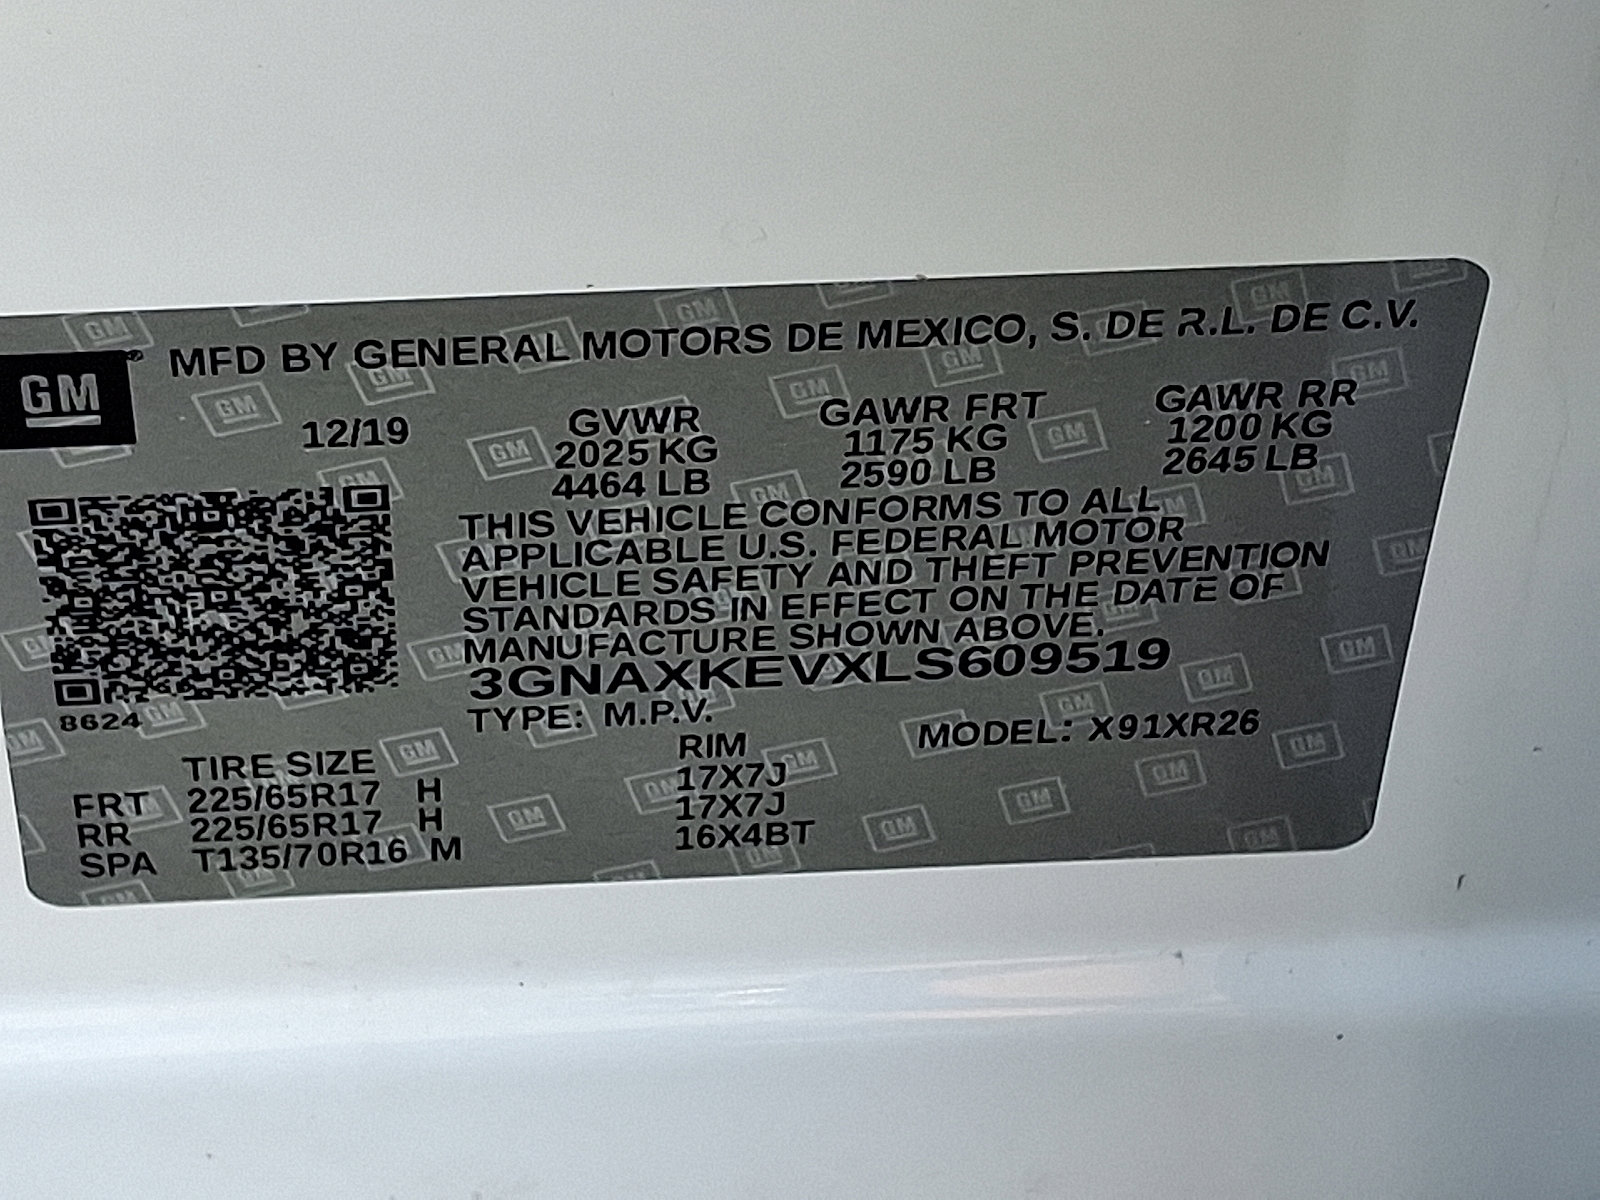 GM
MFD BY GENERAL MOTORS DE MEXICO, S. DE R.L. DE C.V.
12/19 GVWR GAWR FRT GAWR RR
2025 KG 1175 KG 1200 KG
4464 LB 2590 LB 2645 LB
THIS VEHICLE CONFORMS TO ALL
APPLICABLE U.S. FEDERAL MOTOR
VEHICLE SAFETY AND THEFT PREVENTION
STANDARDS IN EFFECT ON THE DATE OF
MANUFACTURE SHOWN ABOVE.
3GNAXKEVXLS609519
8624
TYPE: M.P.V. MODEL: X91XR26
TIRE SIZE RIM
FRT 225/65R17 H 17X7J
RR 225/65R17 H 17X7J
SPA T135/70R16 M 16X4BT